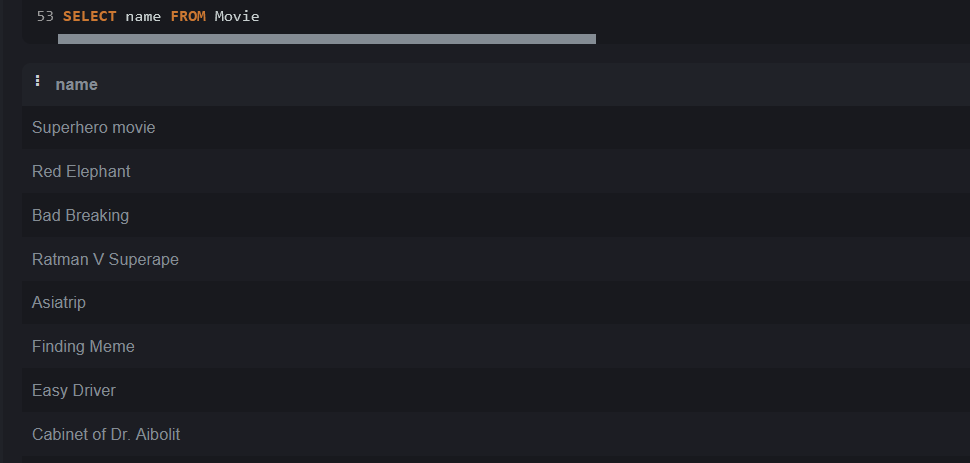 53 SELECT name FROM Movie
name
Superhero movie
Red Elephant
Bad Breaking
Ratman V Superape
Asiatrip
Finding Meme
Easy Driver
Cabinet of Dr. Aibolit